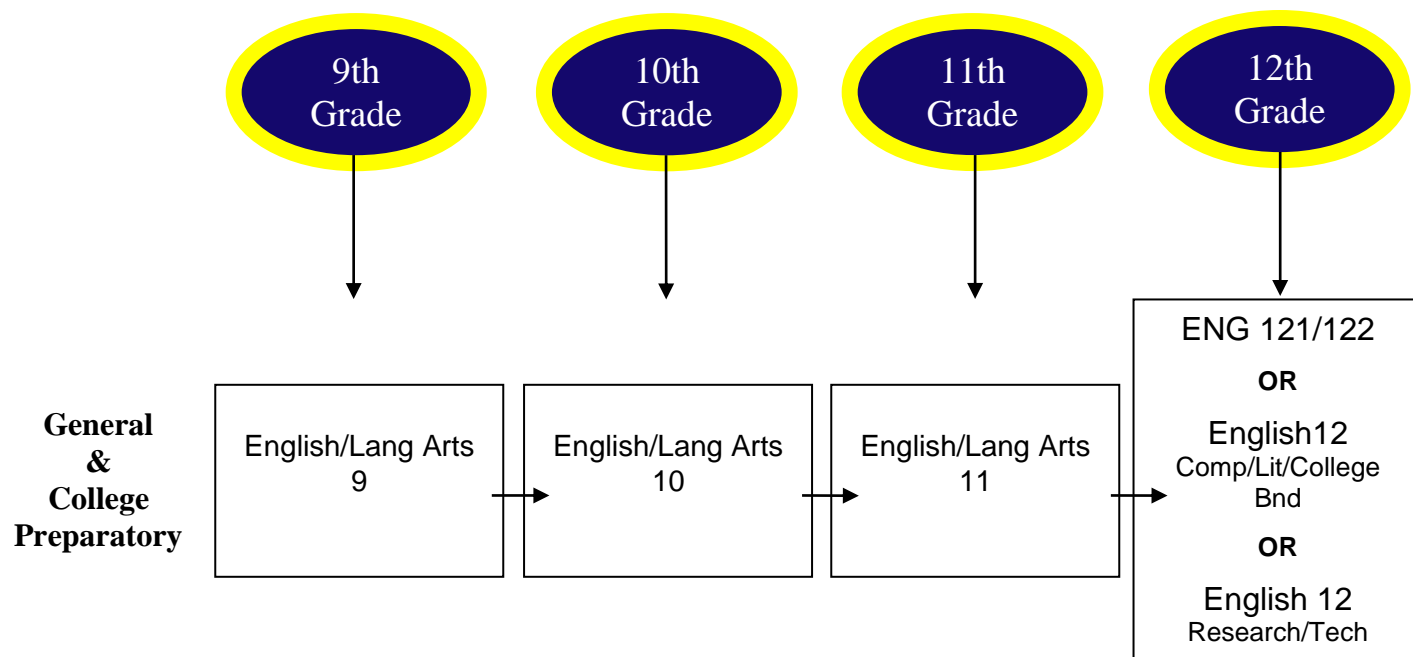 9th
Grade
10th
Grade
11th
Grade
12th
Grade
General
&
College
Preparatory
English/Lang Arts
9
English/Lang Arts
10
English/Lang Arts
11
ENG 121/122
OR
English12
Comp/Lit/College
Bnd
OR
English 12
Research/Tech